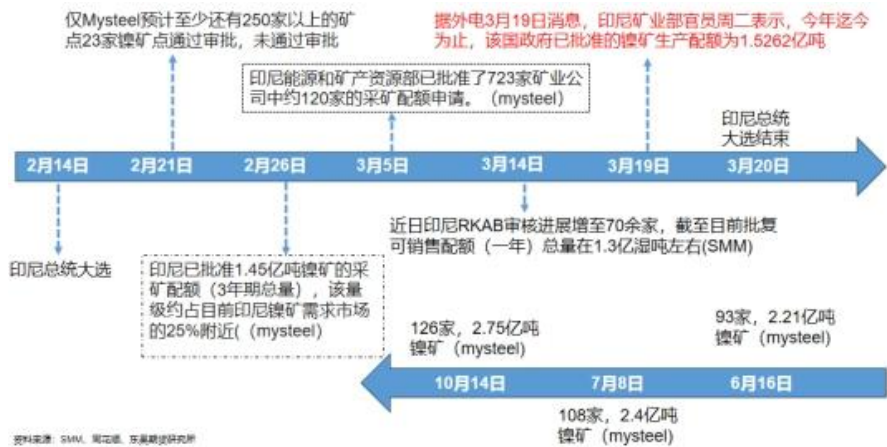 仅Mysteel预计至少还有250家以上的矿
点23家镍矿点通过审批，未通过审批
据外电3月19日消息，印尼矿业部官员周二表示，今年迄今
为止，该国政府已批准的镍矿生产配额为1.5262亿吨
印尼能源和矿产资源部已批准了723家矿业公
司中约120家的采矿配额申请。（mysteel）
印尼总统
大选结束
2月14日
2月21日
2月26日
3月5日
3月14日
3月19日
3月20日
印尼总统大选
印尼已批准1.45亿吨镍矿的采
矿配额（3年期总量），该量
级约占目前印尼镍矿需求市场
的25%附近(（mysteel）
近日印尼RKAB审核进展增至70余家，截至目前批复
可销售配额（一年）总量在1.3亿湿吨左右(SMM)
126家，2.75亿吨
镍矿（mysteel）
93家，2.21亿吨
镍矿（mysteel）
10月14日
7月8日
6月16日
108家，2.4亿吨
镍矿（mysteel）
资料来源：SMM、同花顺、东吴期货研究所